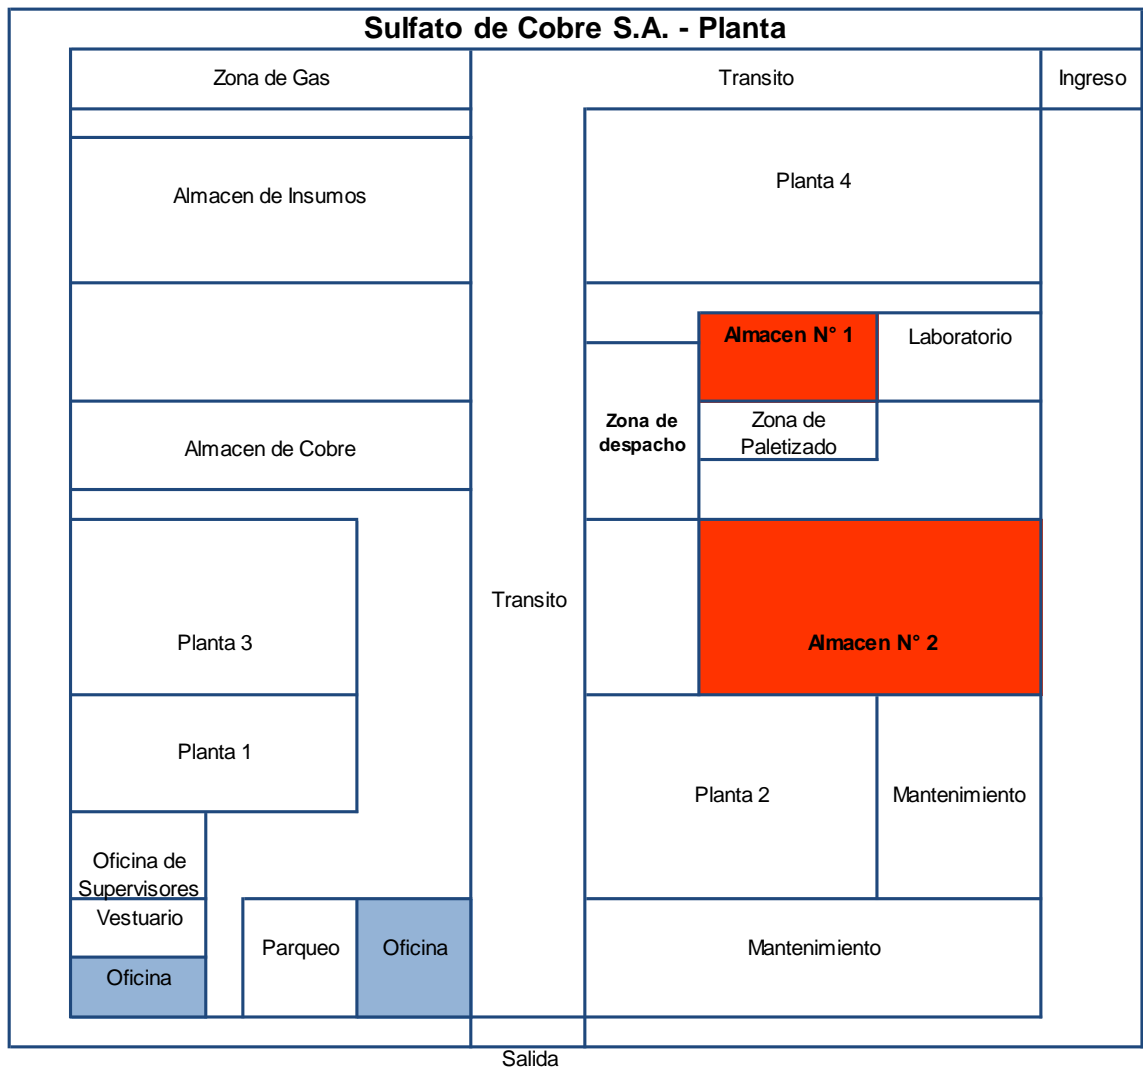 Sulfato de Cobre S.A. - Planta
Zona de Gas
Transito
Ingreso
Almacen de Insumos
Planta 4
Almacen N° 1
Laboratorio
Almacen de Cobre
Zona de
despacho
Zona de
Paletizado
Transito
Planta 3
Almacen N° 2
Planta 1
Planta 2
Mantenimiento
Oficina de
Supervisores
Vestuario
Oficina
Parqueo
Oficina
Mantenimiento
Salida